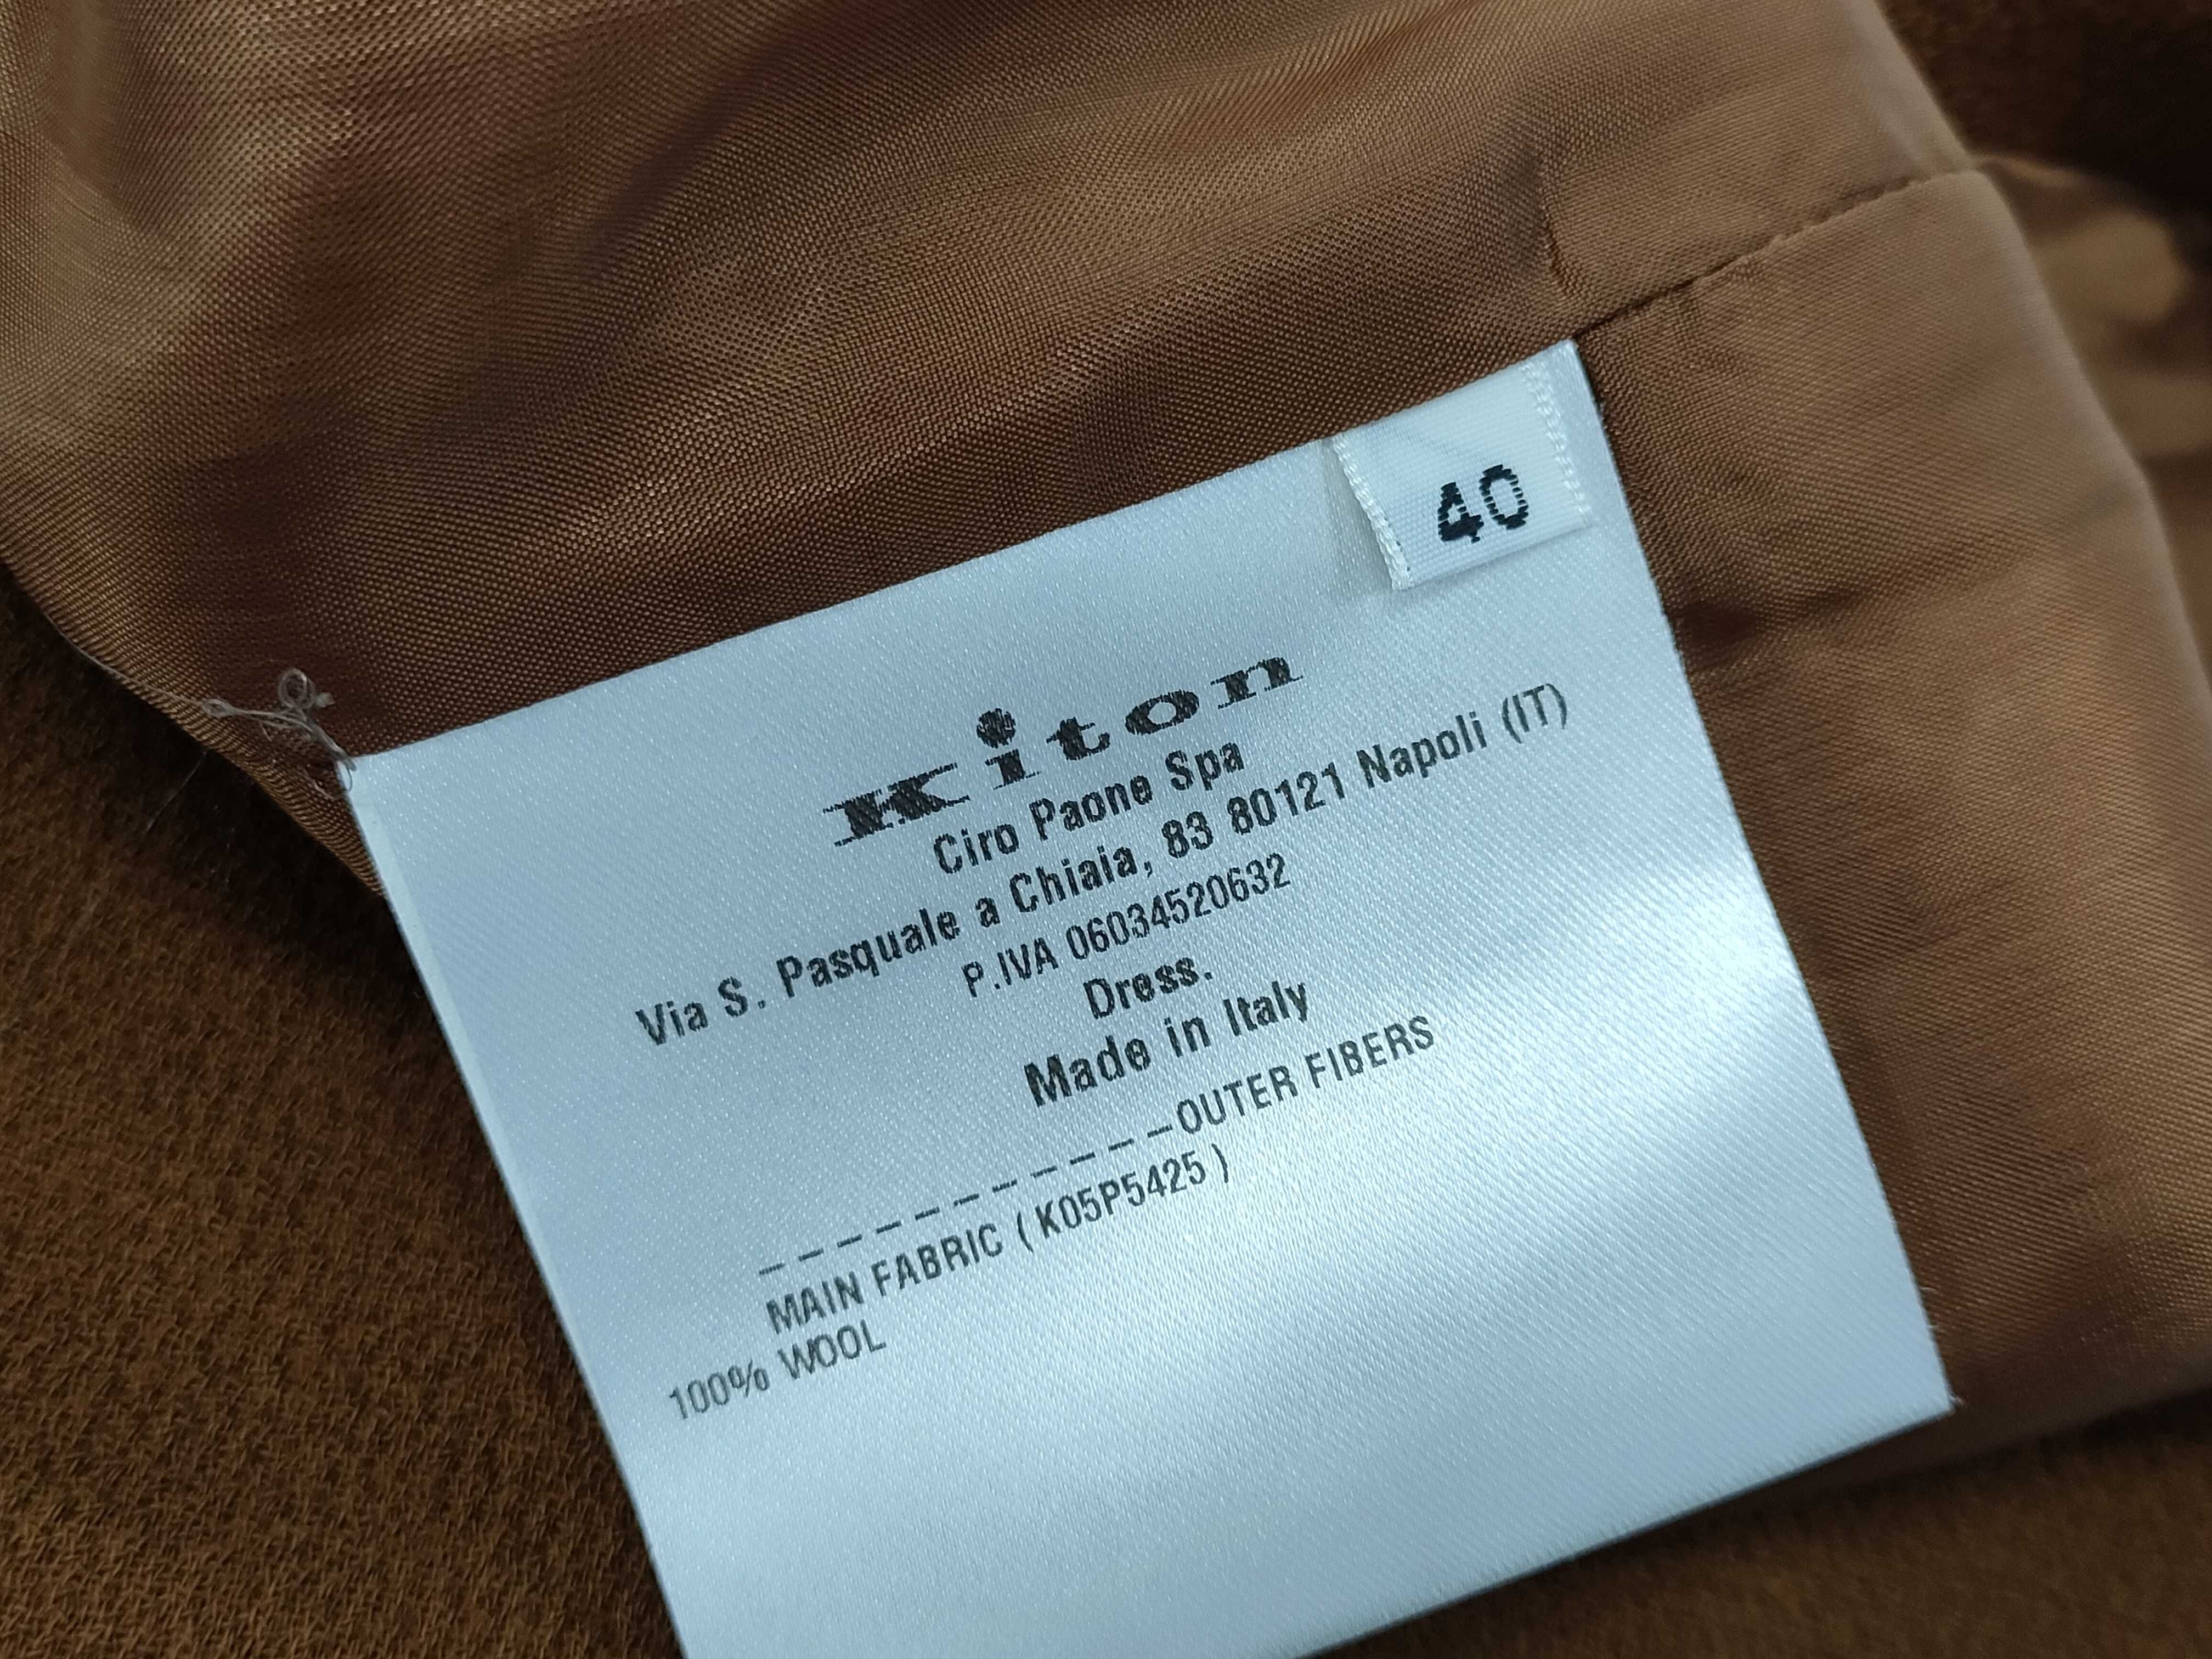 40
Kiton
Ciro Paone Spa
Via S. Pasquale a Chiaia, 83 80121 Napoli (IT)
P.IVA 06034520632
Dress.
Made in Italy
- - - - - - - - - - - -OUTER FIBERS
MAIN FABRIC ( K05P5425 )
100% WOOL